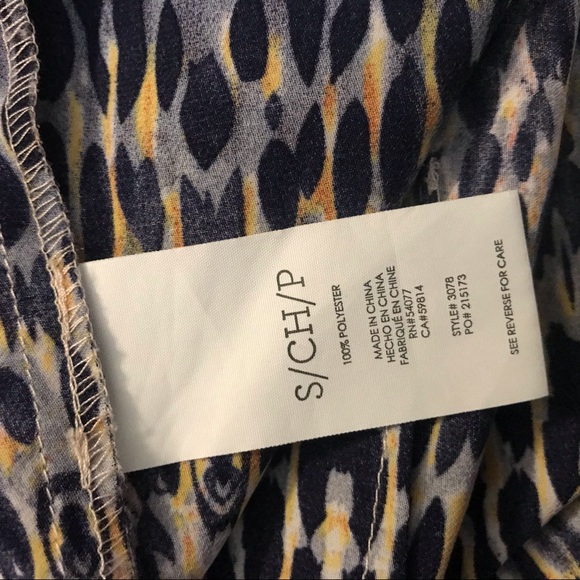 S/CH/P
100% POLYESTER
MADE IN CHINA
HECHO EN CHINA
FABRIQUÉ EN CHINE
RN#54077
CA#59814
STYLE# 3078
PO# 215173
SEE REVERSE FOR CARE